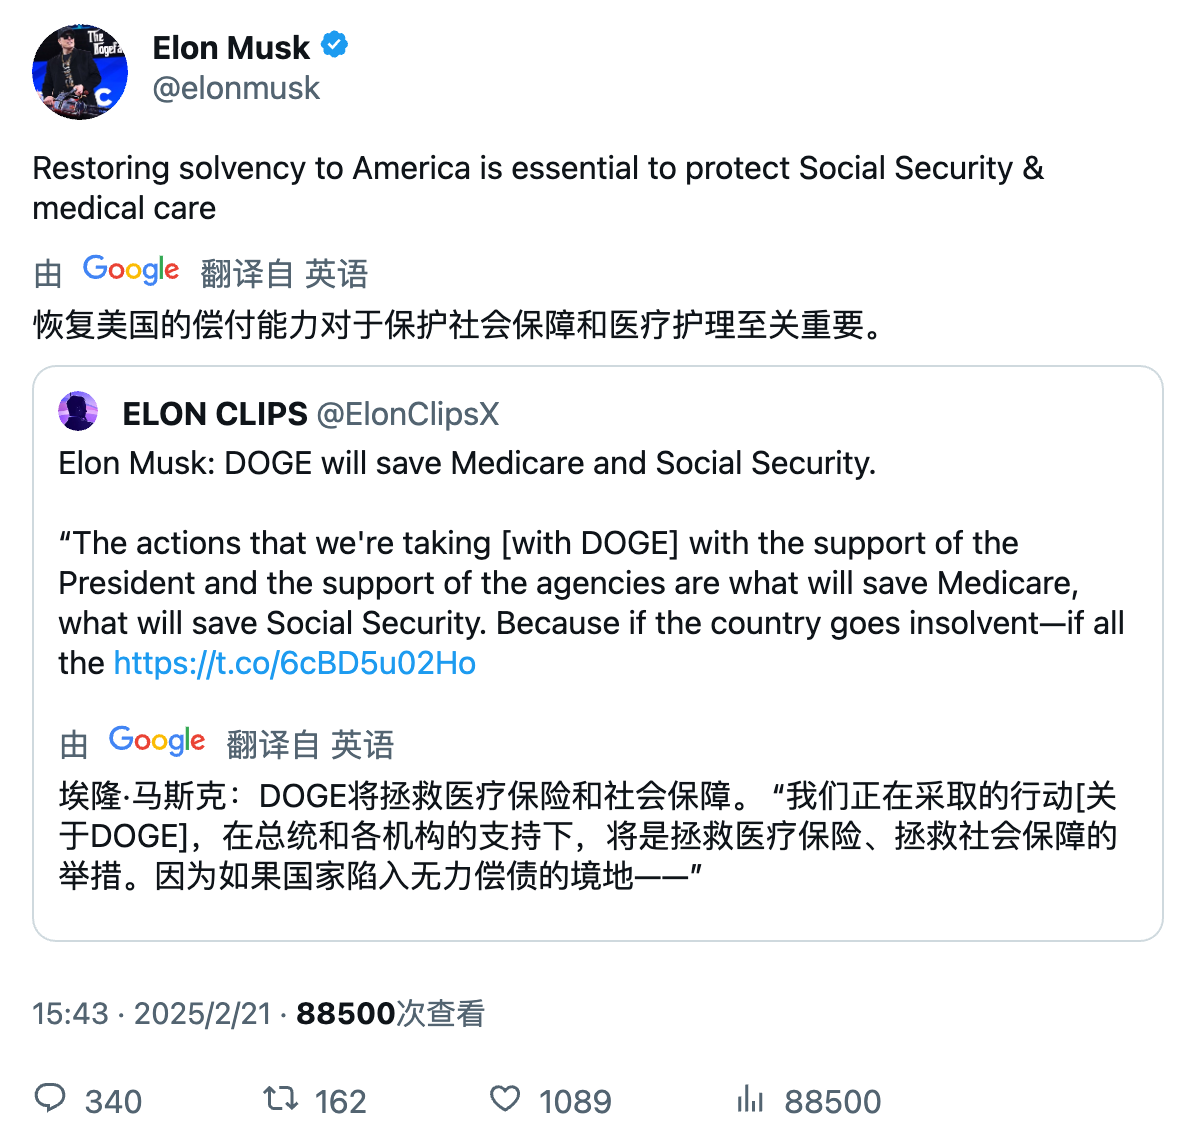 The
DogeFa
C
Elon Musk
@elonmusk
Restoring solvency to America is essential to protect Social Security &
medical care
由 Google 翻译自 英语
恢复美国的偿付能力对于保护社会保障和医疗护理至关重要。
ELON CLIPS @ElonClipsX
Elon Musk: DOGE will save Medicare and Social Security.
“The actions that we're taking [with DOGE] with the support of the
President and the support of the agencies are what will save Medicare,
what will save Social Security. Because if the country goes insolvent—if all
the https://t.co/6cBD5u02Ho
由 Google 翻译自 英语
埃隆·马斯克：DOGE将拯救医疗保险和社会保障。“我们正在采取的行动[关
于DOGE]，在总统和各机构的支持下，将是拯救医疗保险、拯救社会保障的
举措。因为如果国家陷入无力偿债的境地——”
15:43 · 2025/2/21 · 88500次查看
340 162 1089 88500